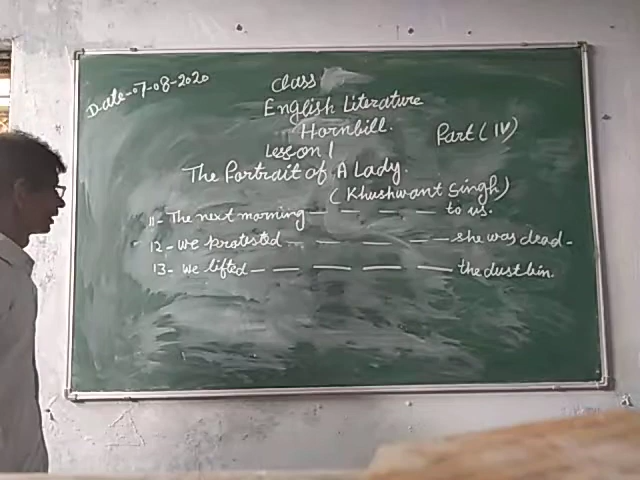 Date-07-08-2020
Class
English Literature
Hornbill.
Part (IV)
Lesson 1
The Portrait of A Lady.
(Khushwant Singh)
11- The next morning — — — — to us.
12- we protested — — — — she was dead-
13- we lifted — — — — — the dust bin.